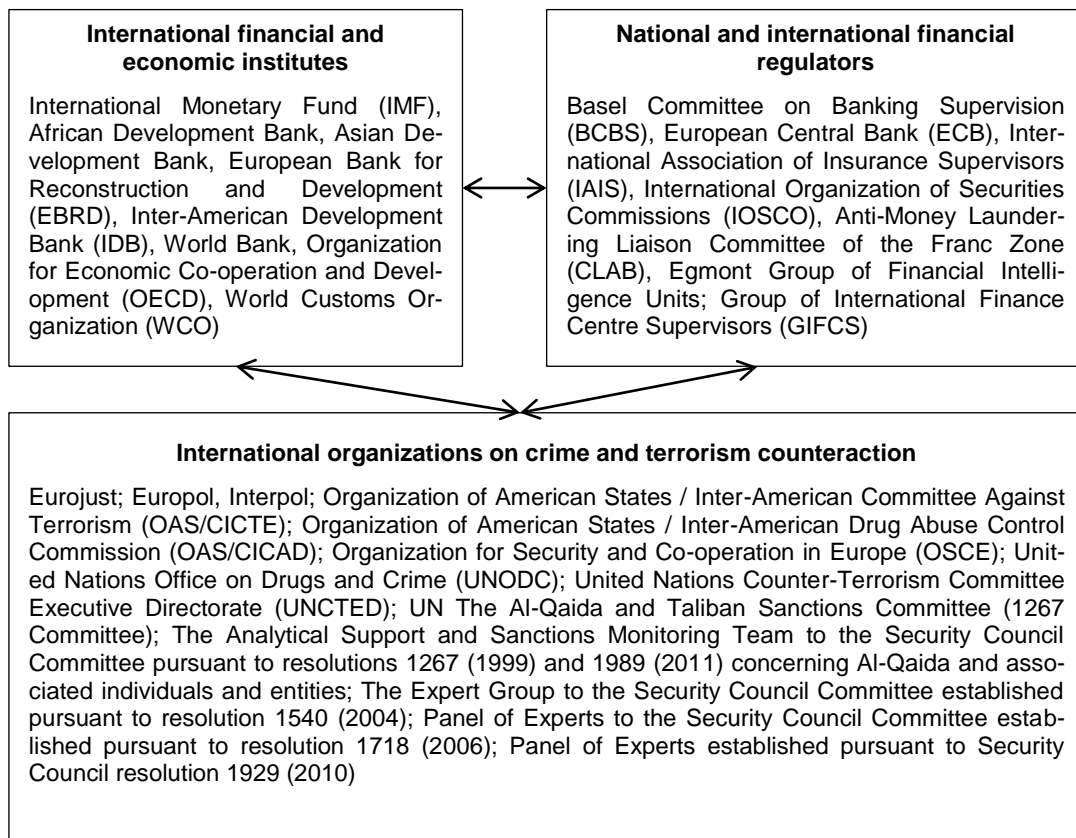 International financial and
economic institutes
International Monetary Fund (IMF),
African Development Bank, Asian De-
velopment Bank, European Bank for
Reconstruction and Development
(EBRD), Inter-American Development
Bank (IDB), World Bank, Organization
for Economic Co-operation and Devel-
opment (OECD), World Customs Or-
ganization (WCO)
National and international financial
regulators
Basel Committee on Banking Supervision
(BCBS), European Central Bank (ECB), Inter-
national Association of Insurance Supervisors
(IAIS), International Organization of Securities
Commissions (IOSCO), Anti-Money Launder-
ing Liaison Committee of the Franc Zone
(CLAB), Egmont Group of Financial Intelli-
gence Units; Group of International Finance
Centre Supervisors (GIFCS)
International organizations on crime and terrorism counteraction
Eurojust; Europol, Interpol; Organization of American States / Inter-American Committee Against
Terrorism (OAS/CICTE); Organization of American States / Inter-American Drug Abuse Control
Commission (OAS/CICAD); Organization for Security and Co-operation in Europe (OSCE); Unit-
ed Nations Office on Drugs and Crime (UNODC); United Nations Counter-Terrorism Committee
Executive Directorate (UNCTED); UN The Al-Qaida and Taliban Sanctions Committee (1267
Committee); The Analytical Support and Sanctions Monitoring Team to the Security Council
Committee pursuant to resolutions 1267 (1999) and 1989 (2011) concerning Al-Qaida and asso-
ciated individuals and entities; The Expert Group to the Security Council Committee established
pursuant to resolution 1540 (2004); Panel of Experts to the Security Council Committee estab-
lished pursuant to resolution 1718 (2006); Panel of Experts established pursuant to Security
Council resolution 1929 (2010)